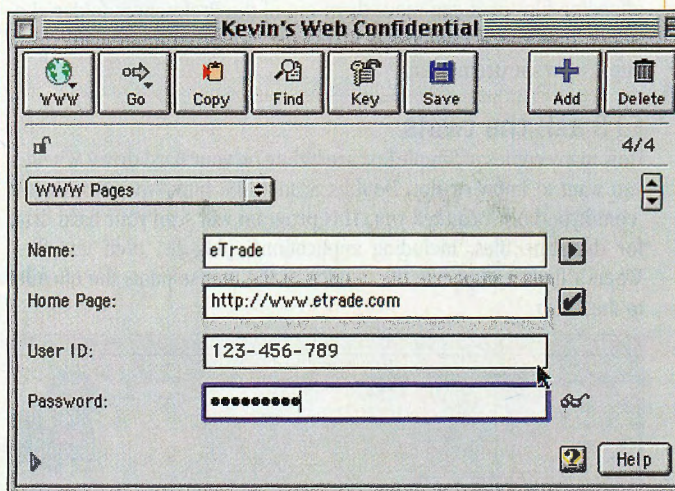 Kevin's Web Confidential
WWW Go Copy Find Key Save Add Delete
4/4
WWW Pages
Name: eTrade
Home Page: http://www.etrade.com
User ID: 123-456-789
Password: •••••••••
Help